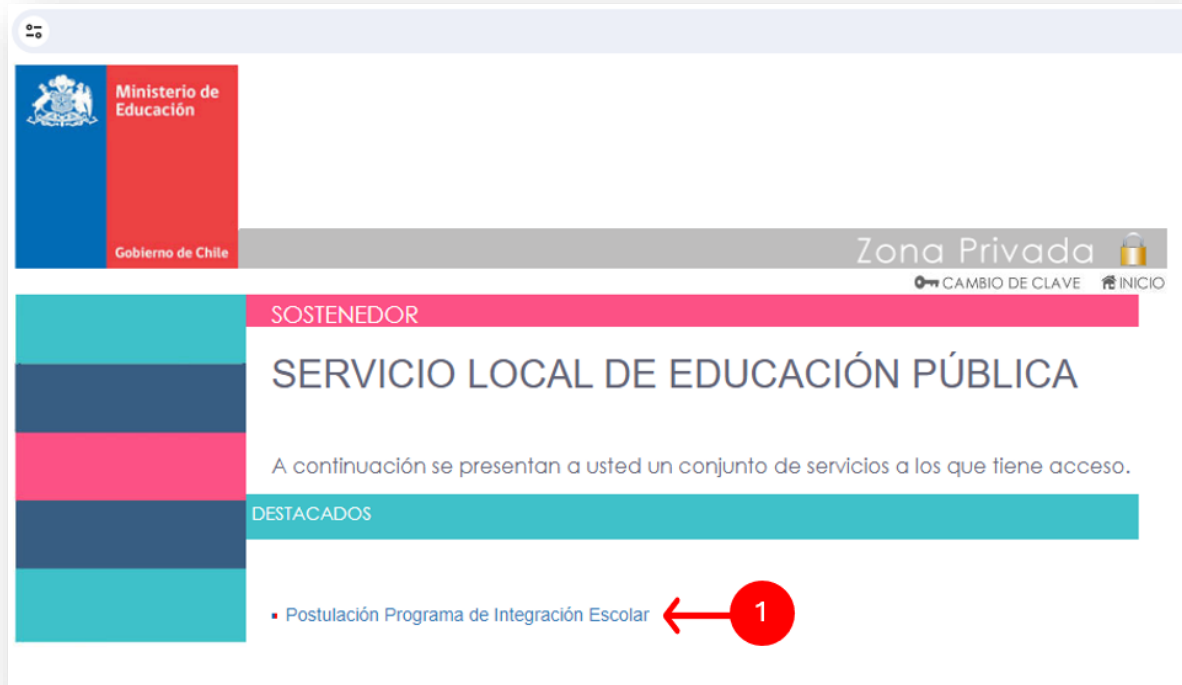 Ministerio de
Educación
Gobierno de Chile
Zona Privada
CAMBIO DE CLAVE INICIO
SOSTENEDOR
SERVICIO LOCAL DE EDUCACIÓN PÚBLICA
A continuación se presentan a usted un conjunto de servicios a los que tiene acceso.
DESTACADOS
Postulación Programa de Integración Escolar
1